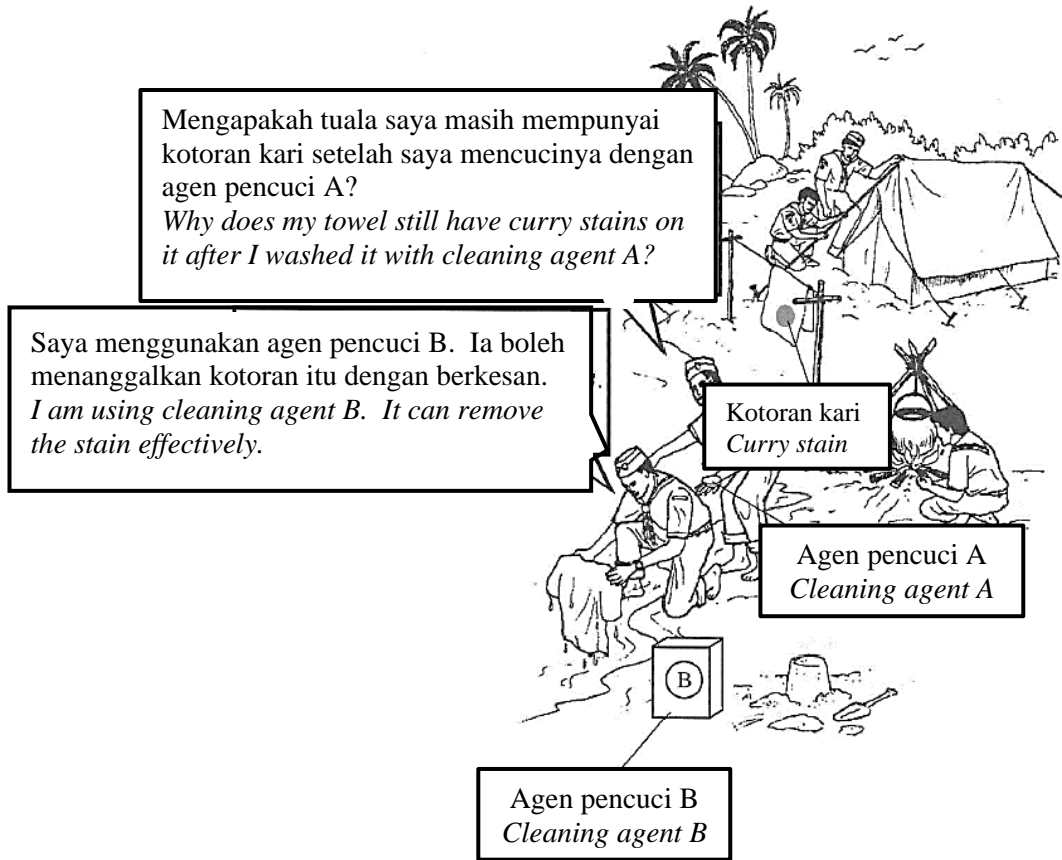 Mengapakah tuala saya masih mempunyai
kotoran kari setelah saya mencucinya dengan
agen pencuci A?
Why does my towel still have curry stains on
it after I washed it with cleaning agent A?
Saya menggunakan agen pencuci B. Ia boleh
menanggalkan kotoran itu dengan berkesan.
I am using cleaning agent B. It can remove
the stain effectively.
Kotoran kari
Curry stain
Agen pencuci A
Cleaning agent A
B
Agen pencuci B
Cleaning agent B